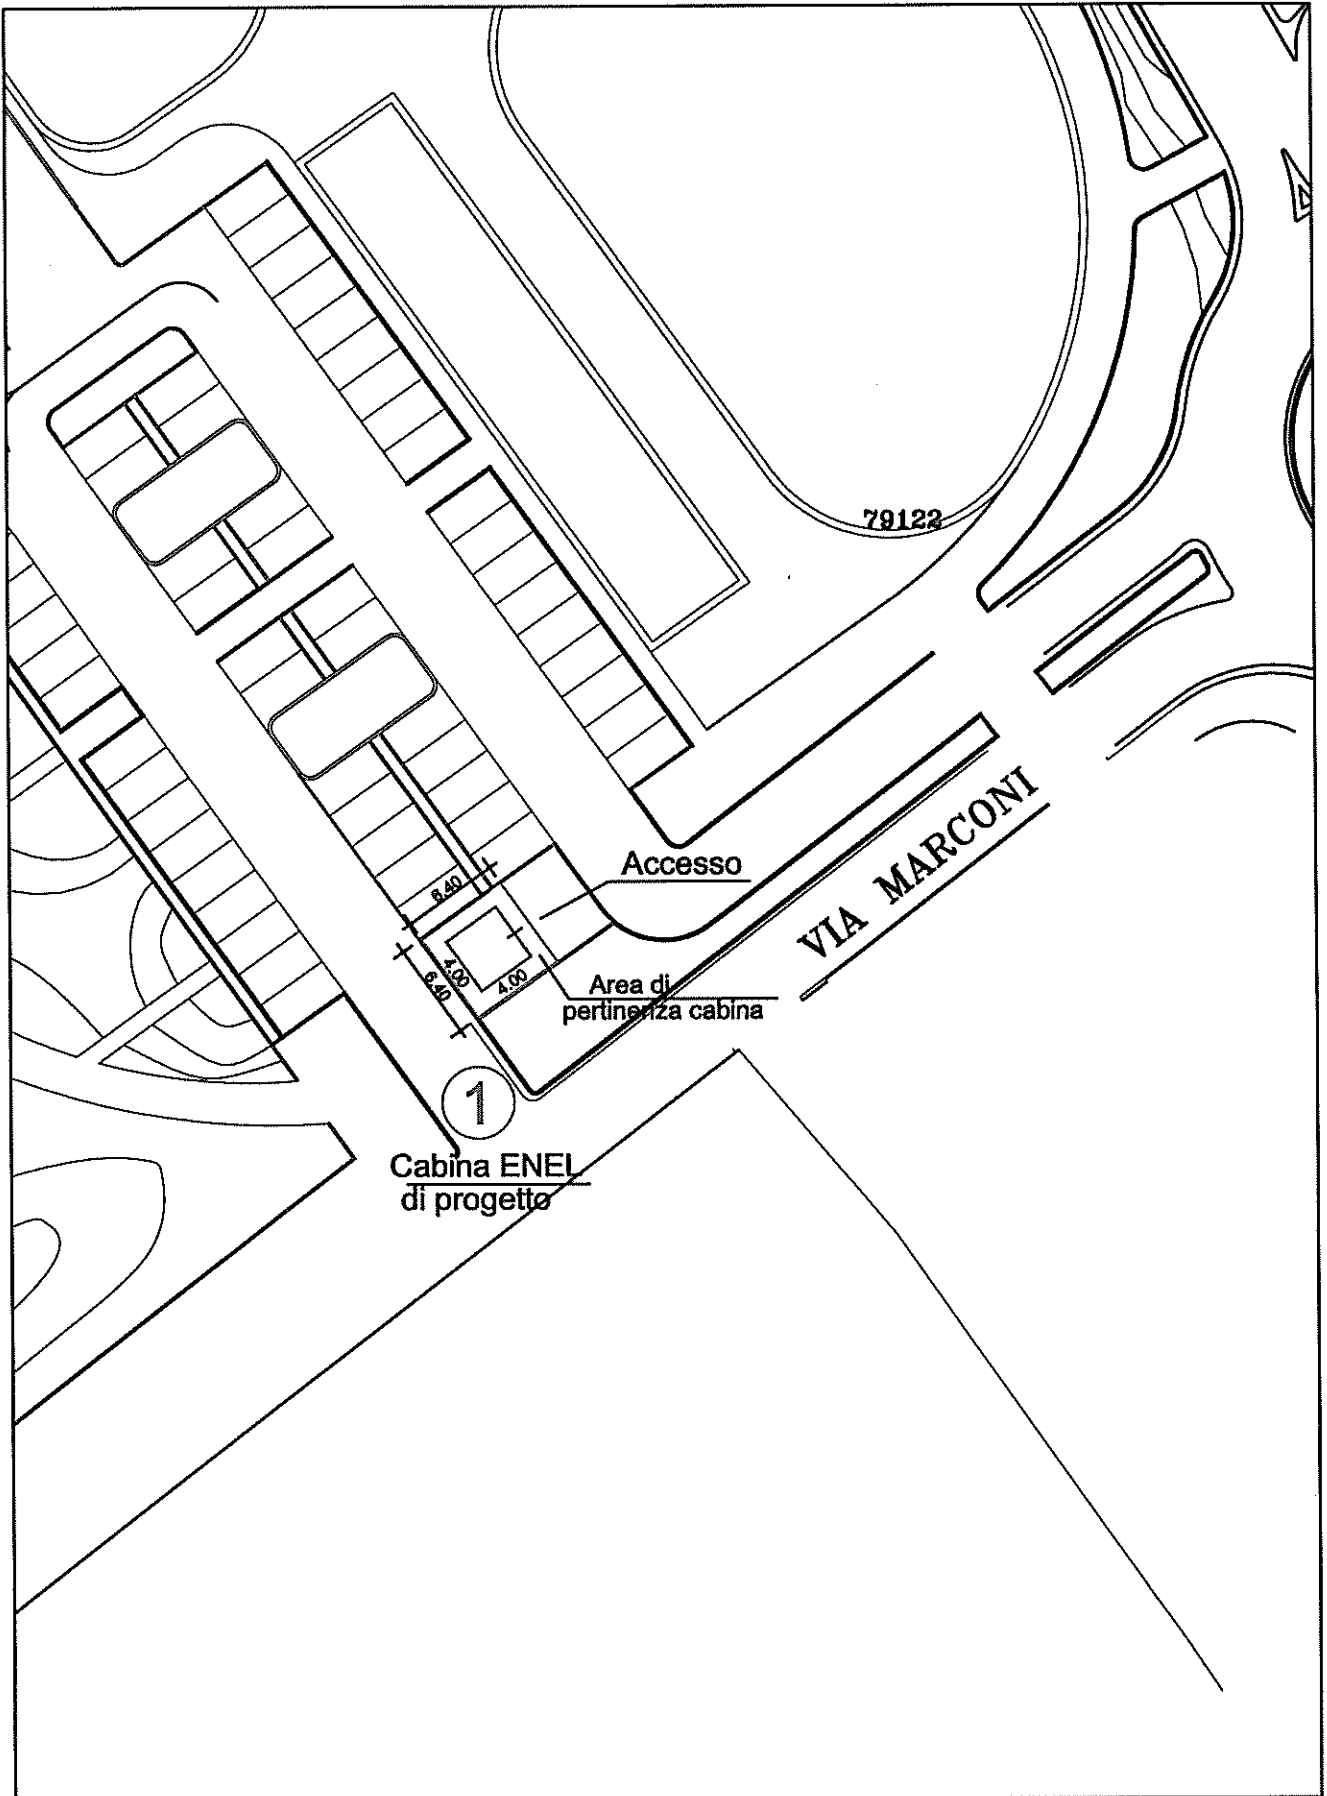 79122
VIA MARCONI
Accesso
6.40
4.00
4.00
6.40
Area di
pertinenza cabina
1
Cabina ENEL
di progetto